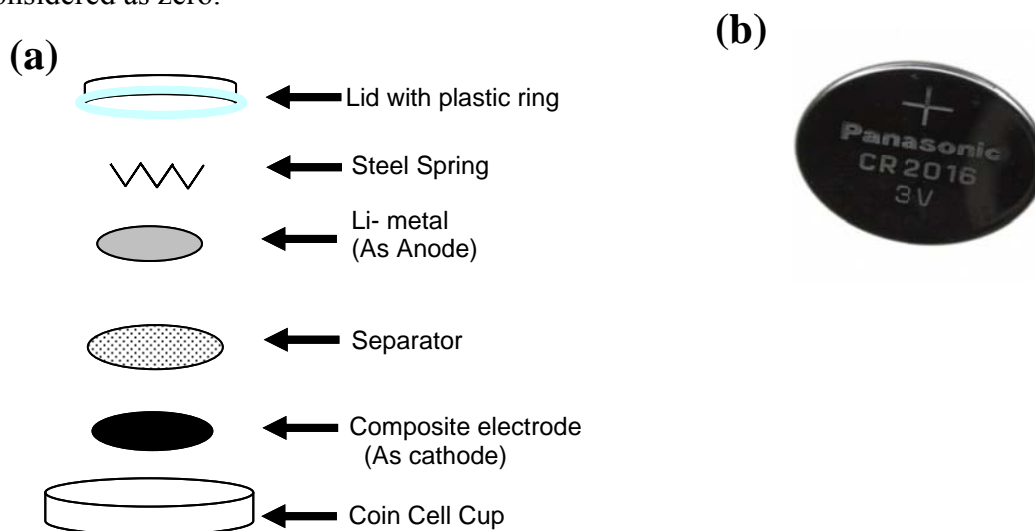 onsidered as zero.
(a)
(b)
Lid with plastic ring
Steel Spring
Li- metal
(As Anode)
Separator
Composite electrode
(As cathode)
Coin Cell Cup
+
Panasonic
CR2016
3V